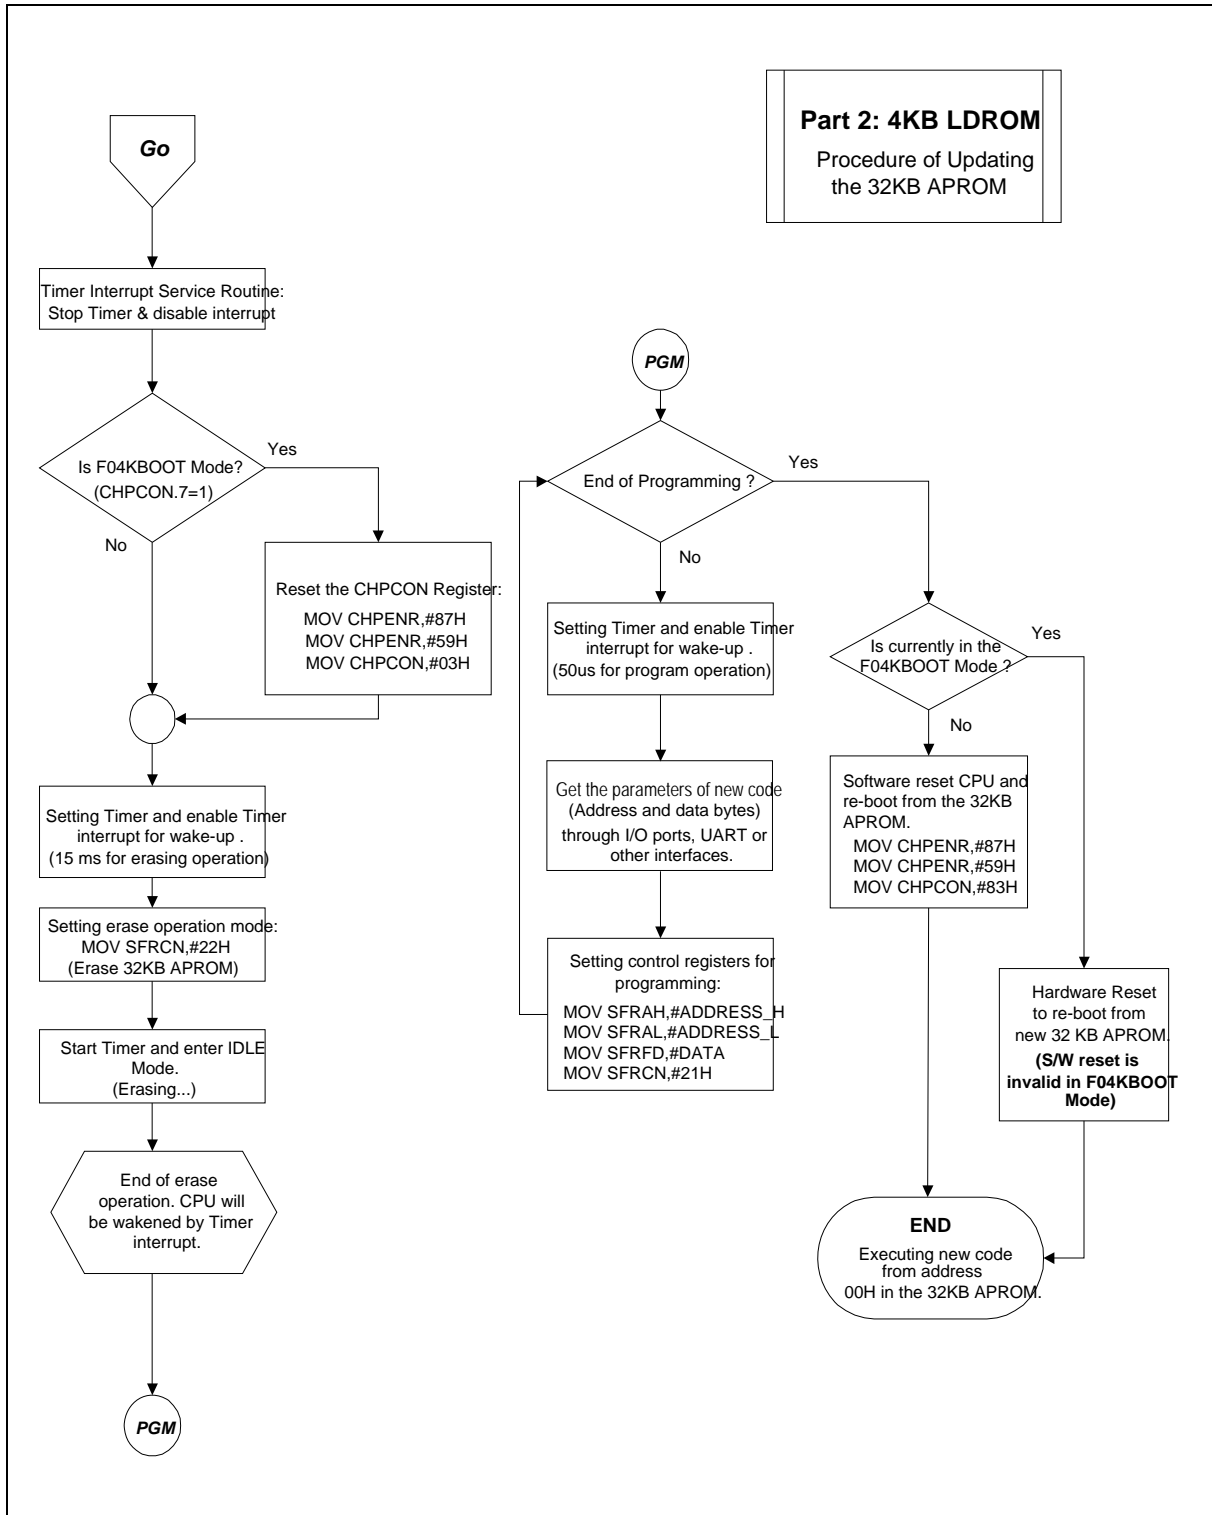 Part 2: 4KB LDROM
Procedure of Updating
the 32KB APROM
Go
Timer Interrupt Service Routine:
Stop Timer & disable interrupt
Is F04KBOOT Mode?
(CHPCON.7=1)
Yes
No
Reset the CHPCON Register:
MOV CHPENR,#87H
MOV CHPENR,#59H
MOV CHPCON,#03H
Setting Timer and enable Timer
interrupt for wake-up .
(15 ms for erasing operation)
Setting erase operation mode:
MOV SFRCN,#22H
(Erase 32KB APROM)
Start Timer and enter IDLE
Mode.
(Erasing...)
End of erase
operation. CPU will
be wakened by Timer
interrupt.
PGM
PGM
End of Programming ?
Yes
No
Setting Timer and enable Timer
interrupt for wake-up .
(50us for program operation)
Get the parameters of new code
(Address and data bytes)
through I/O ports, UART or
other interfaces.
Setting control registers for
programming:
MOV SFRAH,#ADDRESS_H
MOV SFRAL,#ADDRESS_L
MOV SFRFD,#DATA
MOV SFRCN,#21H
Is currently in the
F04KBOOT Mode ?
Yes
No
Software reset CPU and
re-boot from the 32KB
APROM.
MOV CHPENR,#87H
MOV CHPENR,#59H
MOV CHPCON,#83H
Hardware Reset
to re-boot from
new 32 KB APROM.
(S/W reset is
invalid in F04KBOOT
Mode)
END
Executing new code
from address
00H in the 32KB APROM.